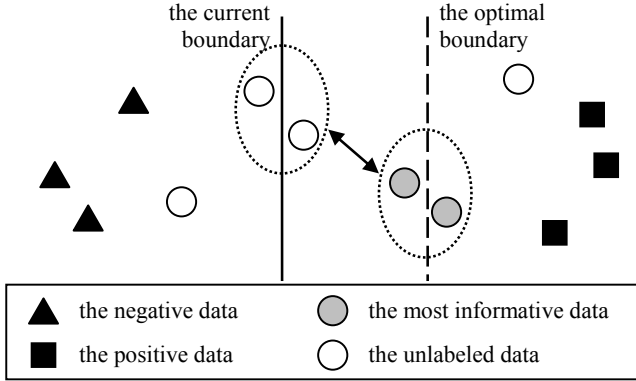 the current
boundary
the optimal
boundary
the negative data
the most informative data
the positive data
the unlabeled data